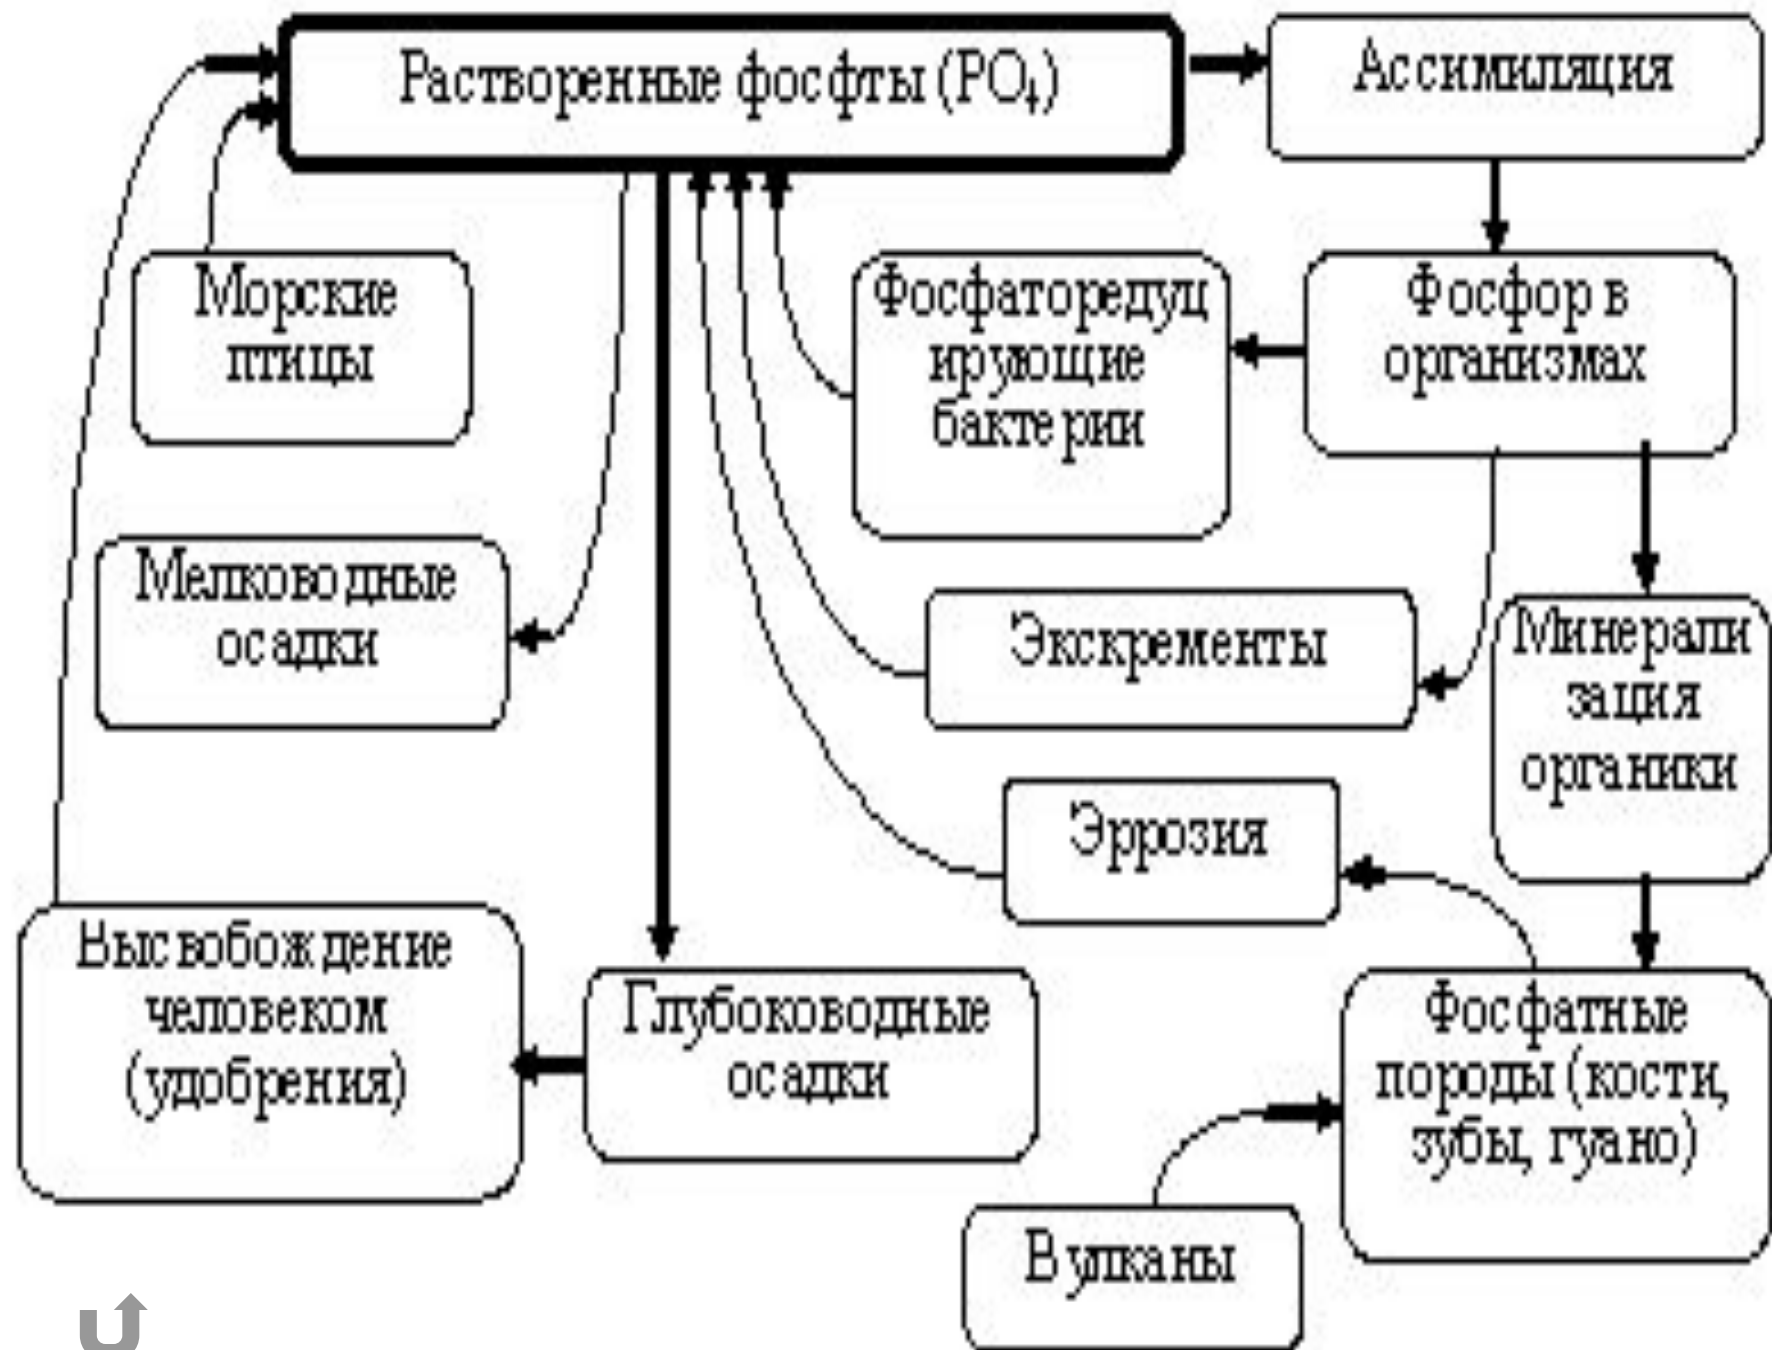 Растворенные фосфты (PO₄)
Ассимиляция
Морские
птицы
Фосфаторедуц
ирующие
бактерии
Фосфор в
организмах
Мелководные
осадки
Экскременты
Минерали
зация
органики
Эррозия
Высвобождение
человеком
(удобрения)
Глубоководные
осадки
Фосфатные
породы (кости,
зубы, гуано)
Вулканы